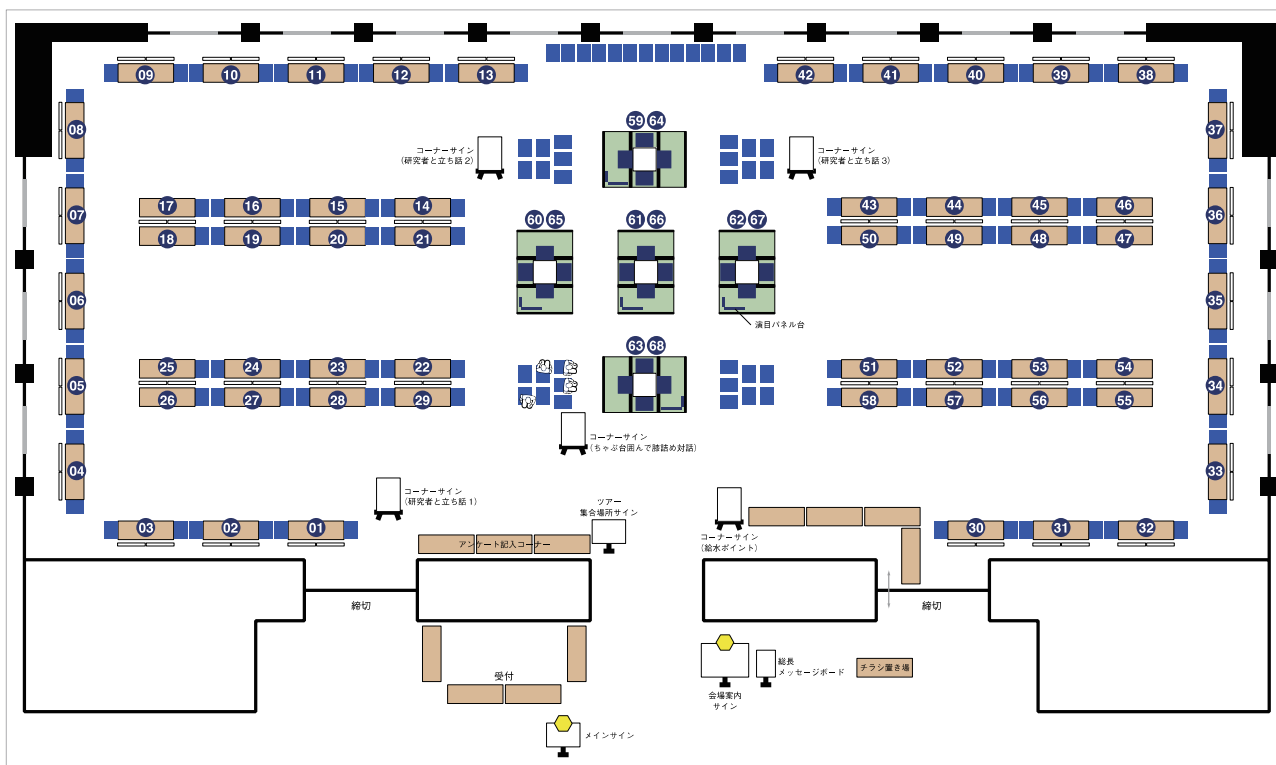 09 10 11 12 13
42 41 40 39 38
08
37
59 64
コーナーサイン
(研究者と立ち話2)
コーナーサイン
(研究者と立ち話3)
07
36
17 16 15 14
43 44 45 46
18 19 20 21
50 49 48 47
60 65
61 66
62 67
06
35
演目パネル台
05
34
25 24 23 22
63 68
51 52 53 54
26 27 28 29
58 57 56 55
コーナーサイン
(ちゃぶ台囲んで膝詰め対話)
04
33
コーナーサイン
(研究者と立ち話1)
03 02 01
ツアー
集合場所サイン
アンケート記入コーナー
コーナーサイン
(給水ポイント)
30 31 32
締切
締切
受付
総長
メッセージボード
チラシ置き場
会場案内
サイン
メインサイン